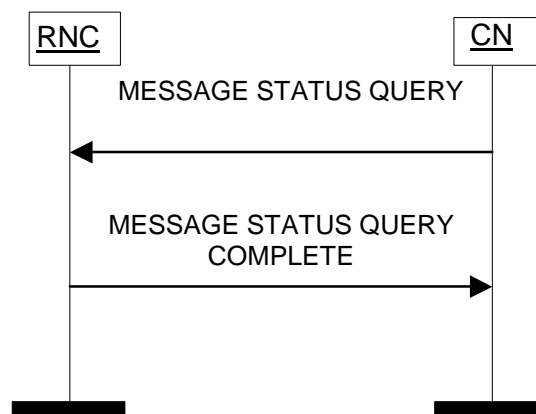 RNC
CN
MESSAGE STATUS QUERY
MESSAGE STATUS QUERY
COMPLETE